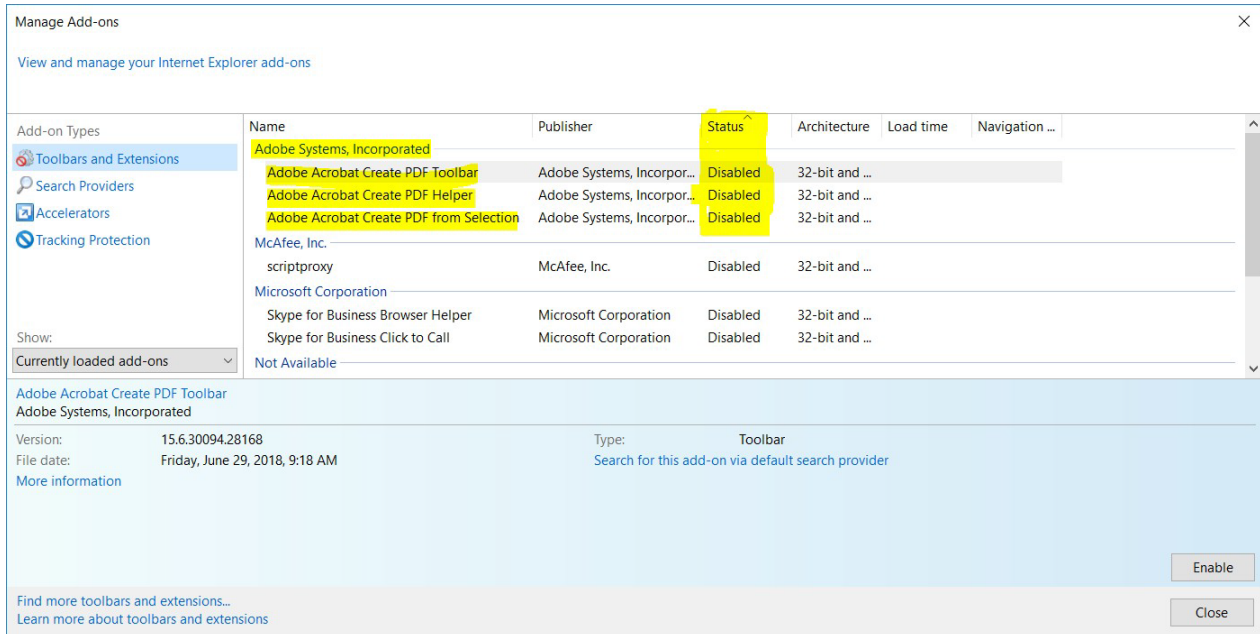 Manage Add-ons
View and manage your Internet Explorer add-ons
Add-on Types
Toolbars and Extensions
Search Providers
Accelerators
Tracking Protection
Show:
Currently loaded add-ons
Name Publisher Status Architecture Load time Navigation ...
Adobe Systems, Incorporated
Adobe Acrobat Create PDF Toolbar Adobe Systems, Incorpor... Disabled 32-bit and ...
Adobe Acrobat Create PDF Helper Adobe Systems, Incorpor... Disabled 32-bit and ...
Adobe Acrobat Create PDF from Selection Adobe Systems, Incorpor... Disabled 32-bit and ...
McAfee, Inc.
scriptproxy McAfee, Inc. Disabled 32-bit and ...
Microsoft Corporation
Skype for Business Browser Helper Microsoft Corporation Disabled 32-bit and ...
Skype for Business Click to Call Microsoft Corporation Disabled 32-bit and ...
Not Available
Adobe Acrobat Create PDF Toolbar
Adobe Systems, Incorporated
Version: 15.6.30094.28168 Type: Toolbar
File date: Friday, June 29, 2018, 9:18 AM Search for this add-on via default search provider
More information
Enable
Find more toolbars and extensions...
Learn more about toolbars and extensions
Close